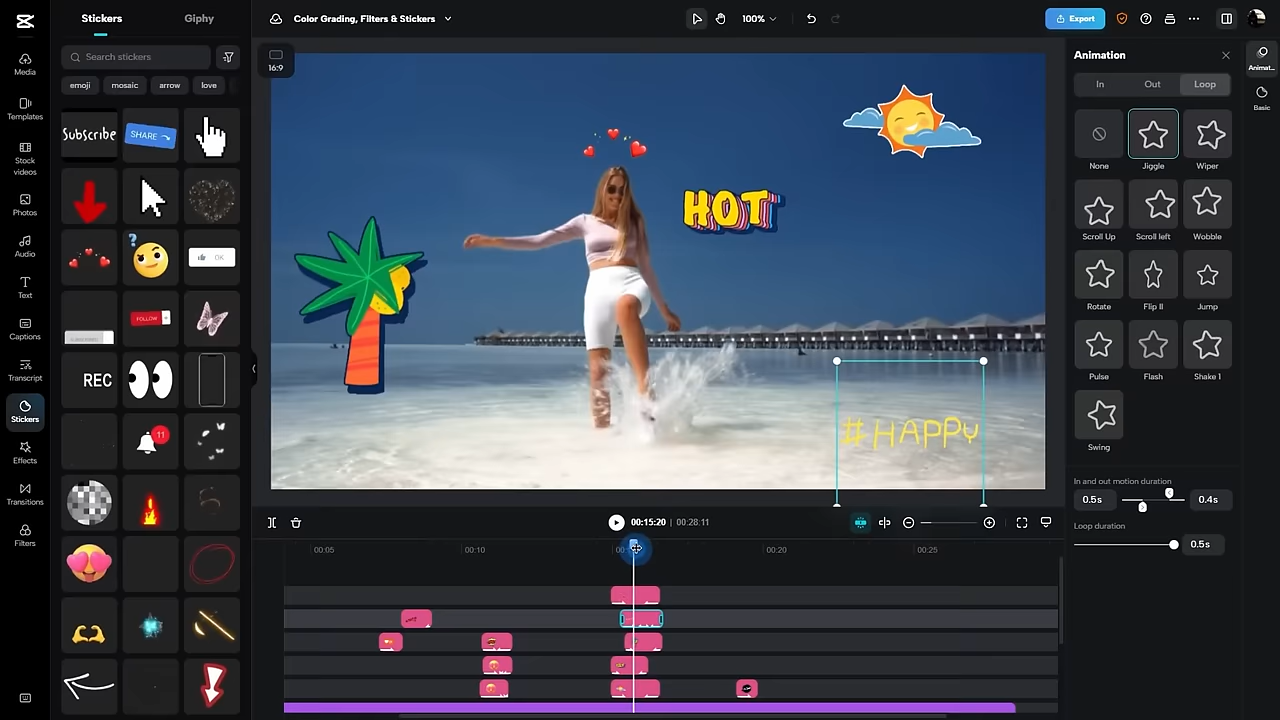 Stickers
Giphy
Color Grading, Filters & Stickers
100%
Export
Media
Templates
Stock
videos
Photos
Audio
Text
Captions
Transcript
Stickers
Effects
Transitions
Filters
Search stickers
emoji
mosaic
arrow
love
Subscribe
SHARE
?
OK
FOLLOW
REC
11
16:9
HOT
#HAPPY
Animation
In
Out
Loop
None
Jiggle
Wiper
Scroll Up
Scroll left
Wobble
Rotate
Flip II
Jump
Pulse
Flash
Shake 1
Swing
In and out motion duration
0.5s
0.4s
Loop duration
0.5s
Animat...
Basic
00:15:20 | 00:28:11
00:05
00:10
00:20
00:25